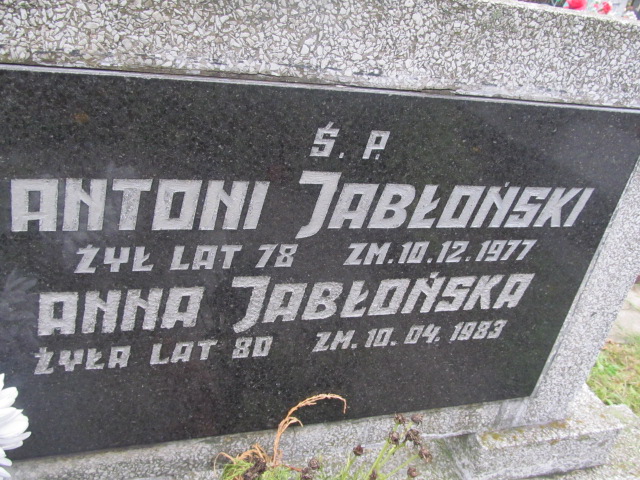 Ś. P.
ANTONI JABŁOŃSKI
ŻYŁ LAT 78 ZM. 10. 12. 1977
ANNA JABŁOŃSKA
ŻYŁA LAT 80 ZM. 10. 04. 1983